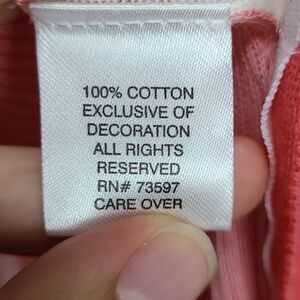 100% COTTON
EXCLUSIVE OF
DECORATION
ALL RIGHTS
RESERVED
RN# 73597
CARE OVER